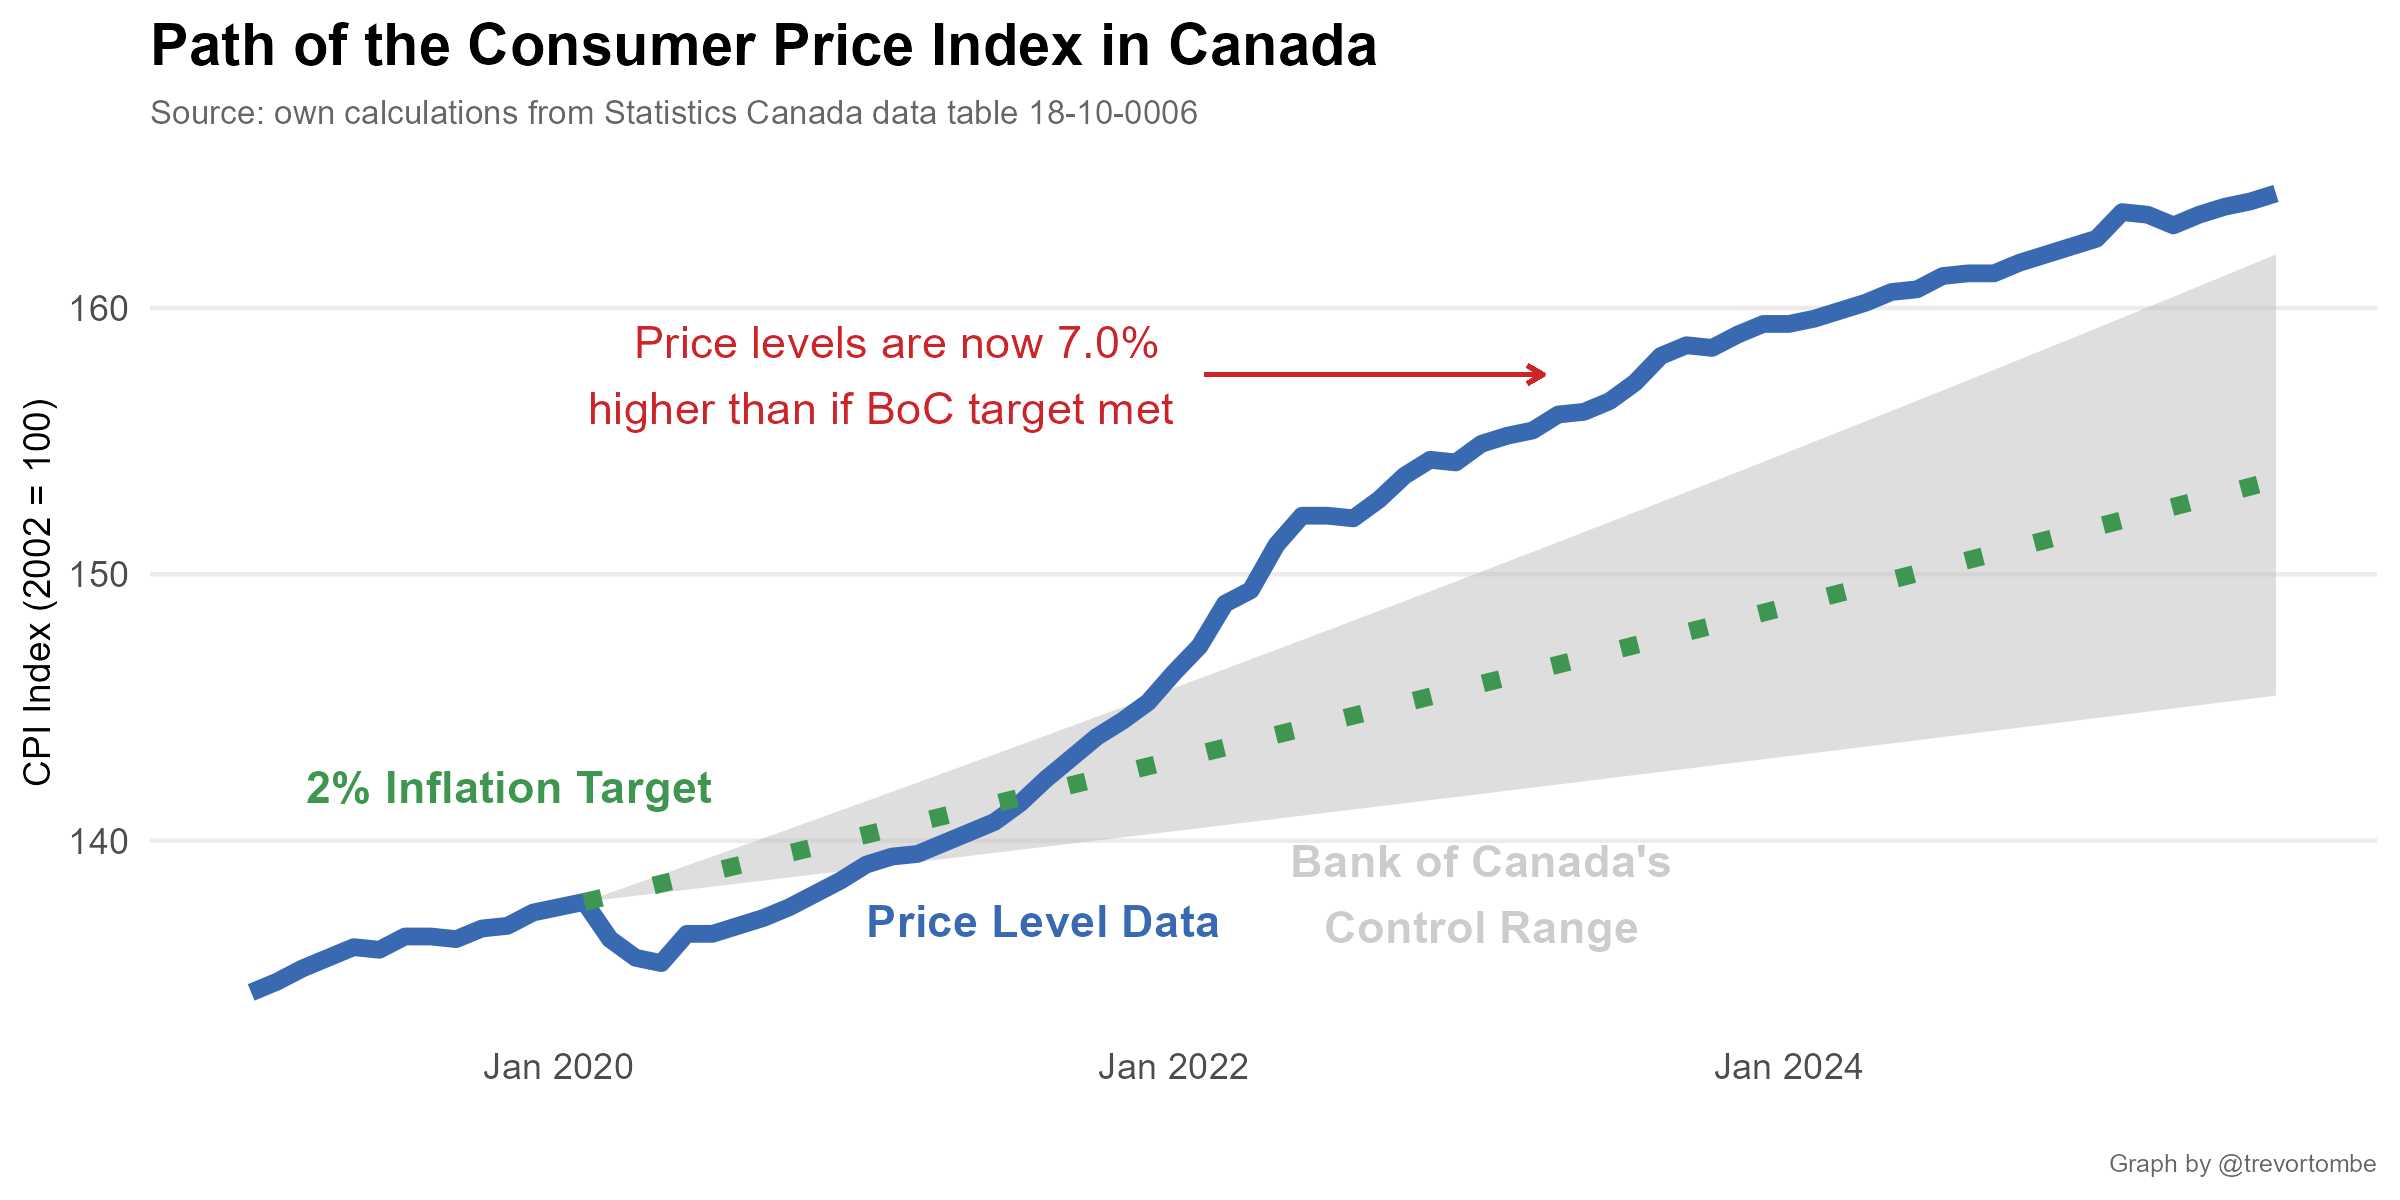 Path of the Consumer Price Index in Canada
Source: own calculations from Statistics Canada data table 18-10-0006
CPI Index (2002 = 100)
160
150
140
Price levels are now 7.0%
higher than if BoC target met
2% Inflation Target
Price Level Data
Bank of Canada's
Control Range
Jan 2020
Jan 2022
Jan 2024
Graph by @trevortombe